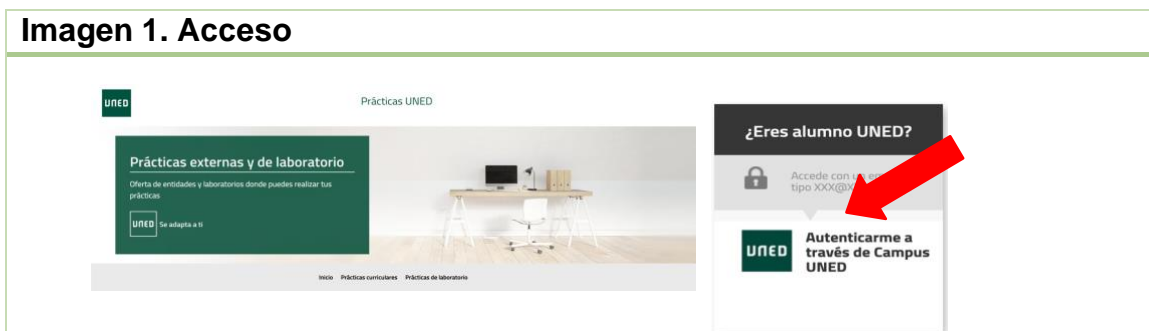 Imagen 1. Acceso
UNED
Prácticas UNED
Prácticas externas y de laboratorio
Oferta de entidades y laboratorios donde puedes realizar tus
prácticas
UNED Se adapta a ti
Inicio Prácticas curriculares Prácticas de laboratorio
¿Eres alumno UNED?
Accede con un
tipo
UNED
Autenticarme a
través de Campus
UNED